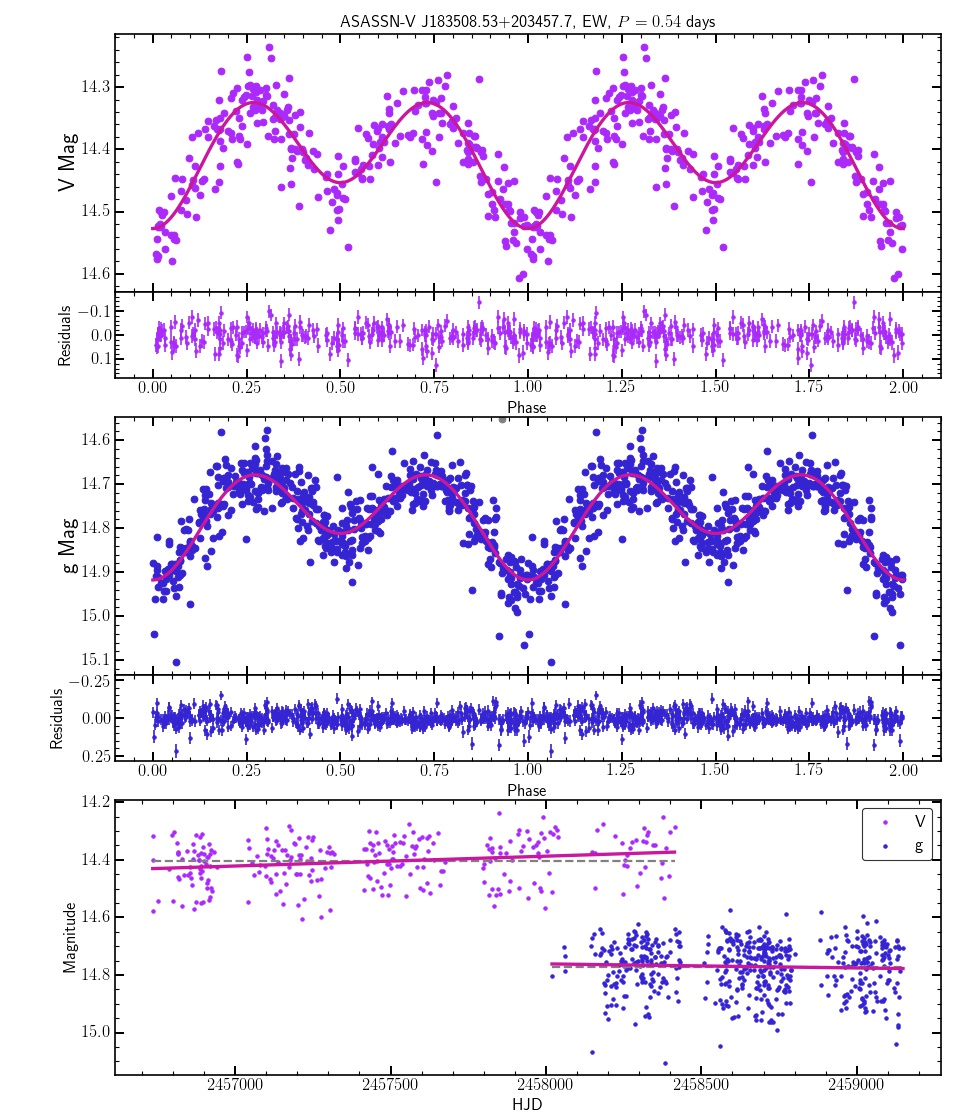 ASASSN-V J183508.53+203457.7, EW, P = 0.54 days
V Mag
14.3
14.4
14.5
14.6
Residuals
−0.1
0.0
0.1
0.00 0.25 0.50 0.75 1.00 1.25 1.50 1.75 2.00
Phase
g Mag
14.6
14.7
14.8
14.9
15.0
15.1
Residuals
−0.25
0.00
0.25
0.00 0.25 0.50 0.75 1.00 1.25 1.50 1.75 2.00
Phase
Magnitude
14.2
14.4
14.6
14.8
15.0
V
g
2457000 2457500 2458000 2458500 2459000
HJD